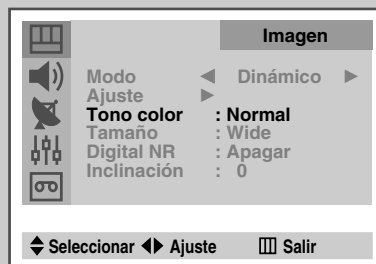 Imagen
Modo ◀ Dinámico ▶
Ajuste ▶
Tono color : Normal
Tamaño : Wide
Digital NR : Apagar
Inclinación : 0
Seleccionar Ajuste Salir